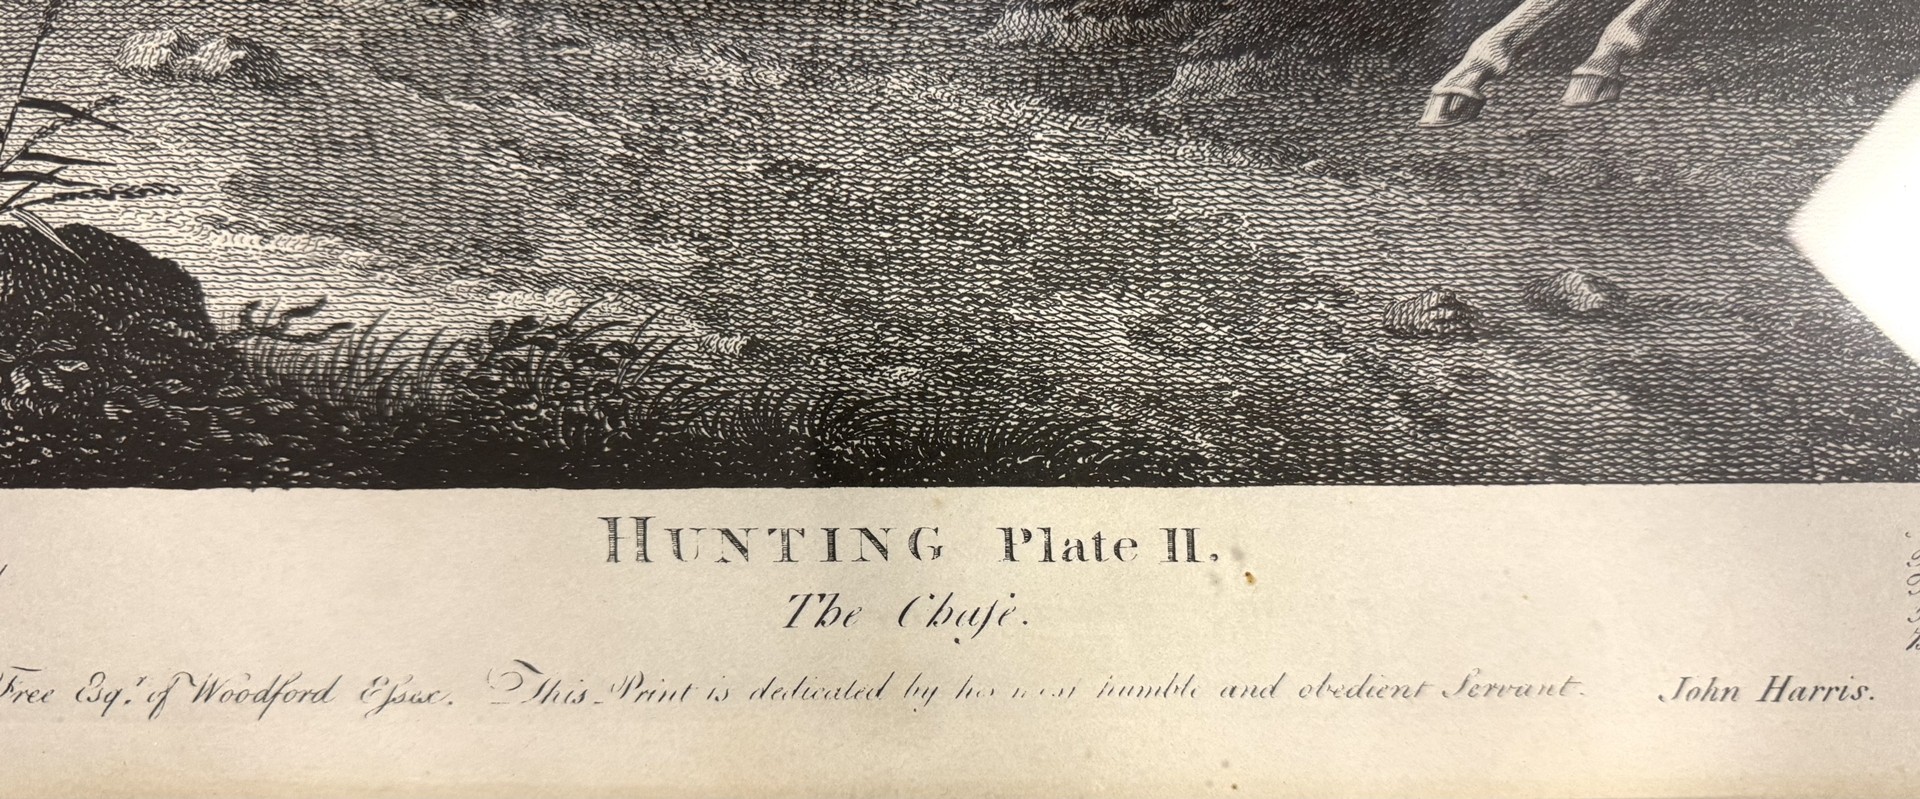 HUNTING Plate II.
The Chaſe.
Free Esqr. of Woodford Eſsex. This Print is dedicated by his most humble and obedient Servant. John Harris.